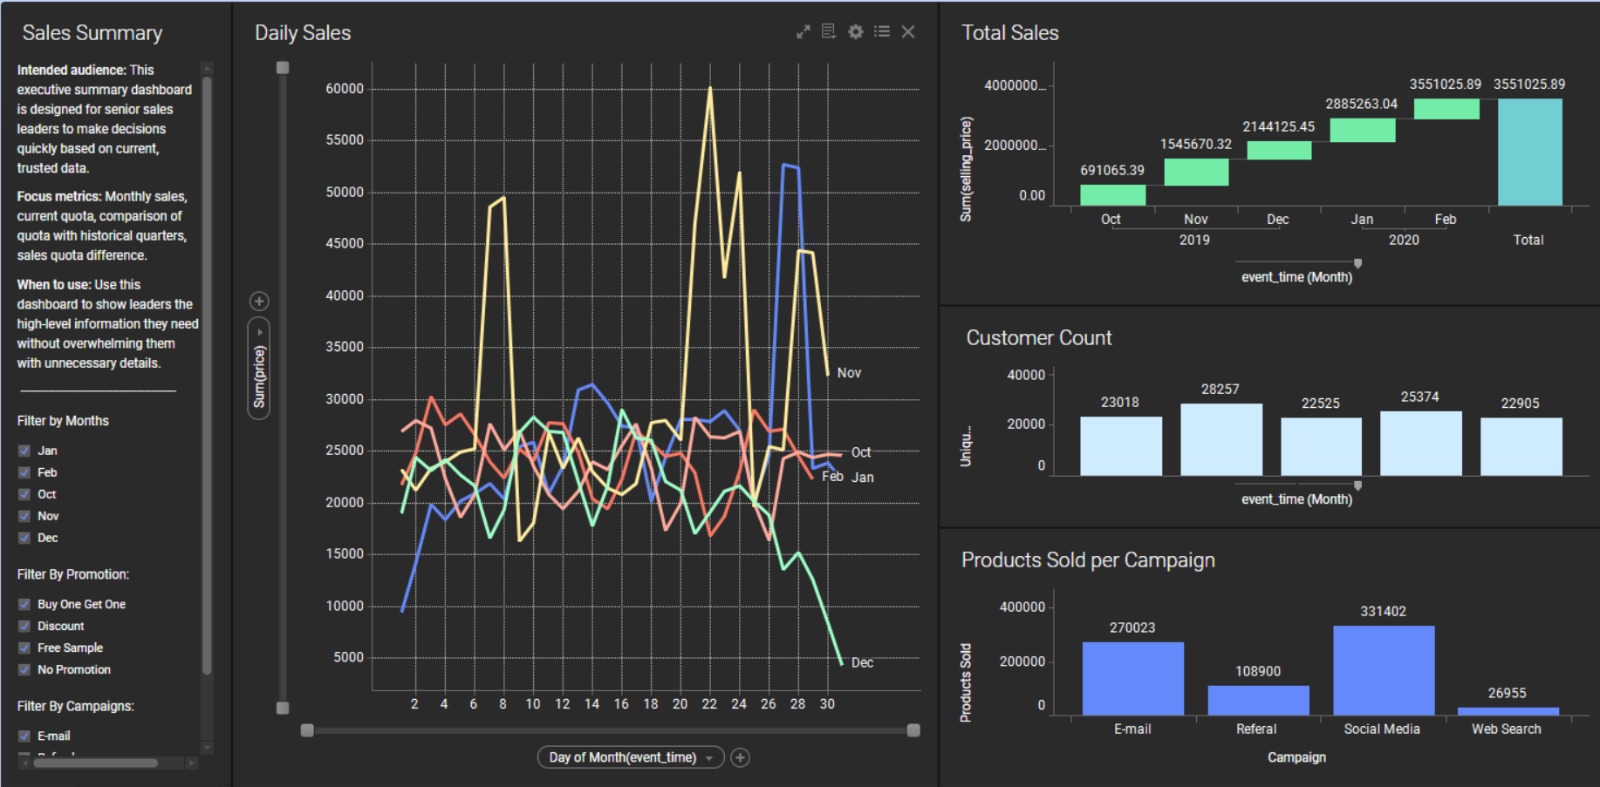 Sales Summary
Intended audience: This
executive summary dashboard
is designed for senior sales
leaders to make decisions
quickly based on current,
trusted data.
Focus metrics: Monthly sales,
current quota, comparison of
quota with historical quarters,
sales quota difference.
When to use: Use this
dashboard to show leaders the
high-level information they need
without overwhelming them
with unnecessary details.
Filter by Months
Jan
Feb
Oct
Nov
Dec
Filter By Promotion:
Buy One Get One
Discount
Free Sample
No Promotion
Filter By Campaigns:
E-mail
Daily Sales
60000
55000
50000
45000
40000
35000
30000
25000
20000
15000
10000
5000
Sum(price)
Nov
Oct
Feb Jan
Dec
2 4 6 8 10 12 14 16 18 20 22 24 26 28 30
Day of Month(event_time)
Total Sales
Sum(selling_price)
4000000...
2000000...
0.00
691065.39
1545670.32
2144125.45
2885263.04
3551025.89
3551025.89
Oct Nov Dec Jan Feb
2019 2020 Total
event_time (Month)
Customer Count
Uniqu...
40000
20000
0
23018 28257 22525 25374 22905
event_time (Month)
Products Sold per Campaign
Products Sold
400000
200000
0
270023 108900 331402 26955
E-mail Referal Social Media Web Search
Campaign